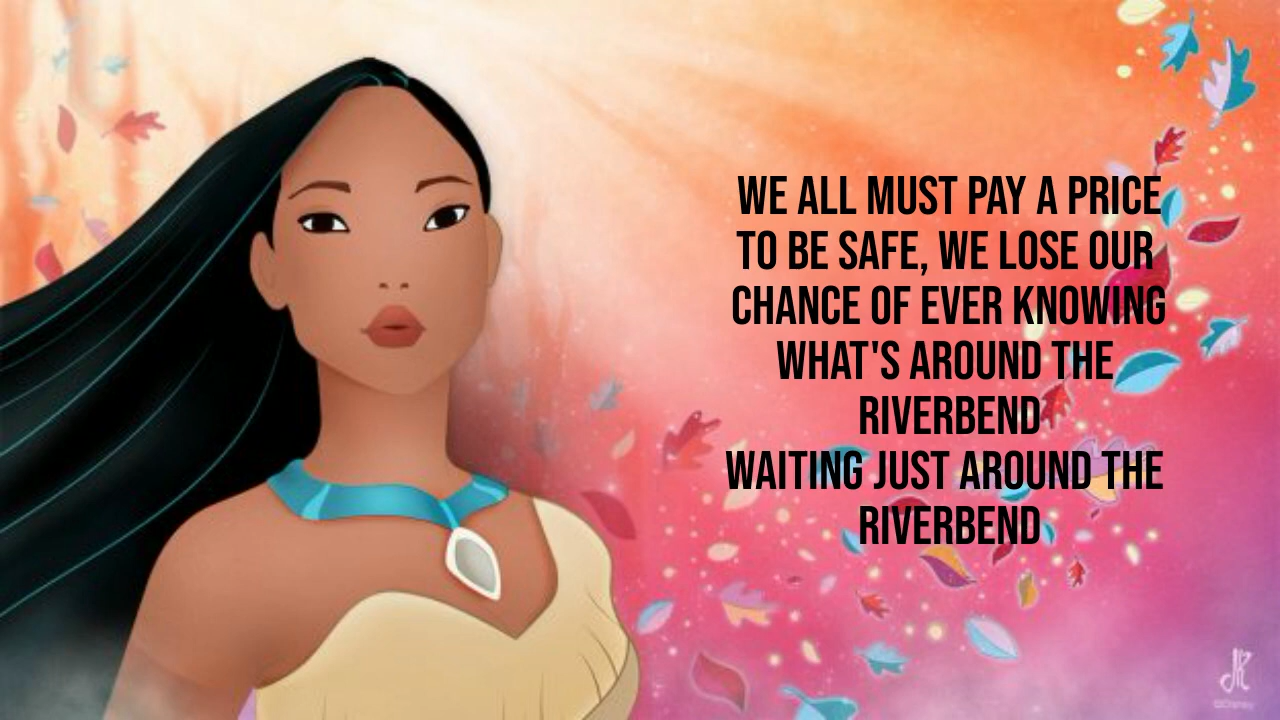 WE ALL MUST PAY A PRICE
TO BE SAFE, WE LOSE OUR
CHANCE OF EVER KNOWING
WHAT'S AROUND THE
RIVERBEND
WAITING JUST AROUND THE
RIVERBEND
©Disney